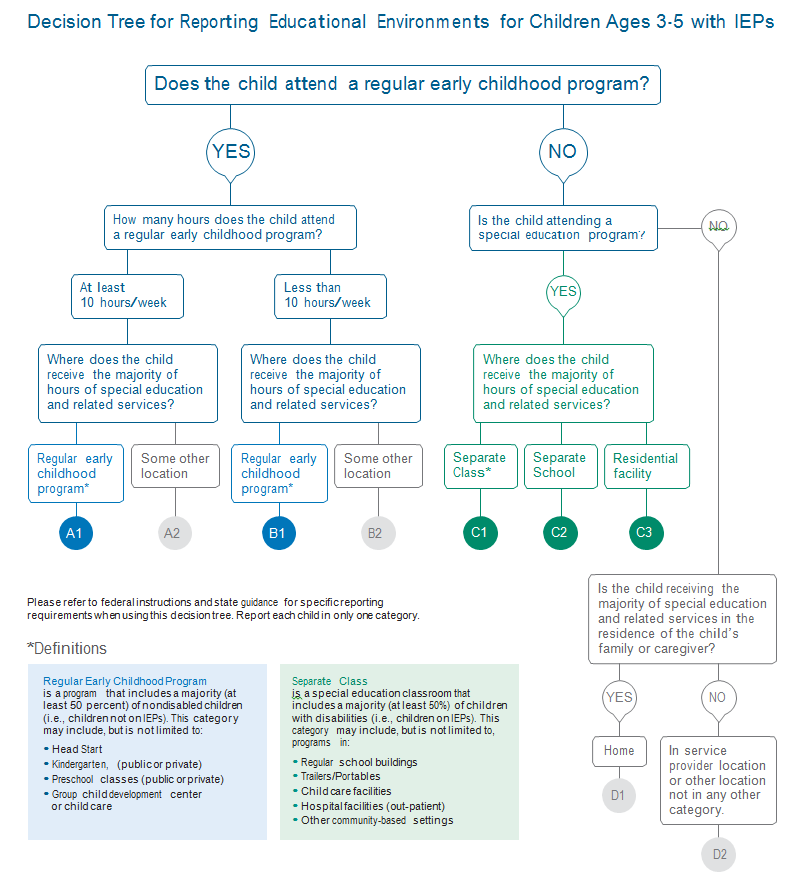 Decision Tree for Reporting Educational Environments for Children Ages 3-5 with IEPs
Does the child attend a regular early childhood program?
YES
NO
How many hours does the child attend
a regular early childhood program?
Is the child attending a
special education program?
NO
At least
10 hours/week
Less than
10 hours/week
YES
Where does the child
receive the majority of
hours of special education
and related services?
Where does the child
receive the majority of
hours of special education
and related services?
Where does the child
receive the majority of
hours of special education
and related services?
Regular early
childhood
program*
Some other
location
Regular early
childhood
program*
Some other
location
Separate
Class*
Separate
School
Residential
facility
A1
A2
B1
B2
C1
C2
C3
Is the child receiving the
majority of special education
and related services in the
residence of the child's
family or caregiver?
YES
NO
Home
In service
provider location
or other location
not in any other
category.
D1
D2
Please refer to federal instructions and state guidance for specific reporting
requirements when using this decision tree. Report each child in only one category.
*Definitions
Regular Early Childhood Program
is a program that includes a majority (at
least 50 percent) of nondisabled children
(i.e., children not on IEPs). This category
may include, but is not limited to:
• Head Start
• Kindergarten, (public or private)
• Preschool classes (public or private)
• Group child development center
or child care
Separate Class
is a special education classroom that
includes a majority (at least 50%) of children
with disabilities (i.e., children on IEPs). This
category may include, but is not limited to,
programs in:
• Regular school buildings
• Trailers/Portables
• Child care facilities
• Hospital facilities (out-patient)
• Other community-based settings